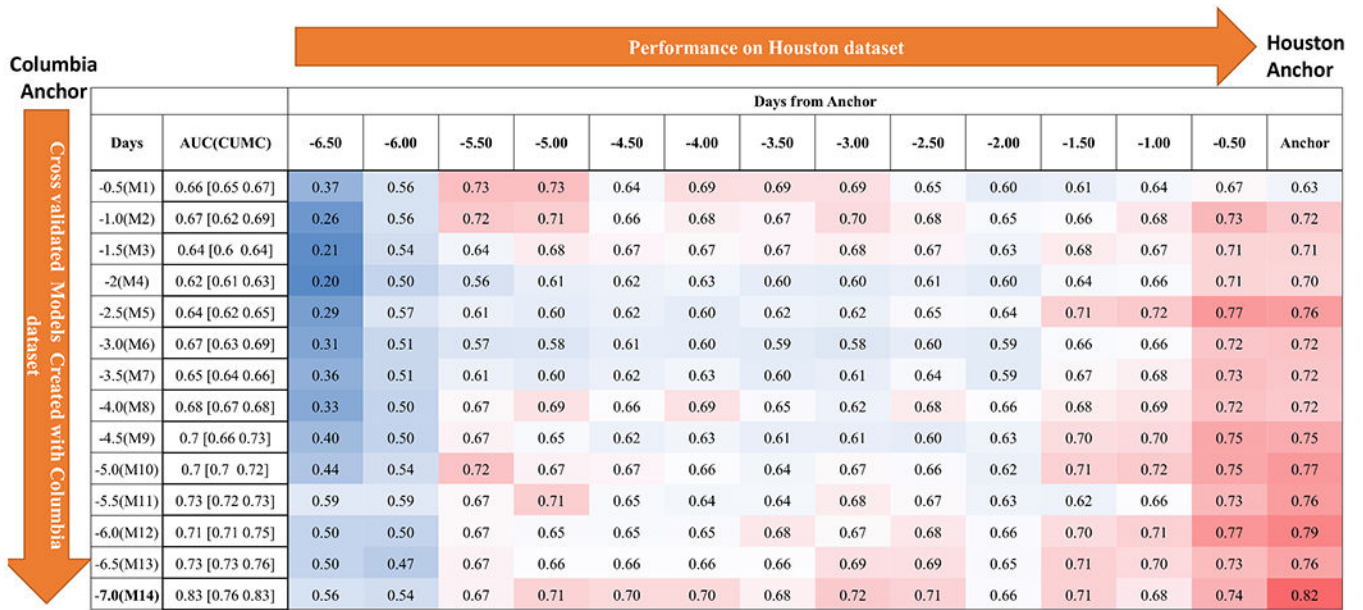 Performance on Houston dataset
Houston
Anchor
Columbia
Anchor
Cross validated Models Created with Columbia
dataset
Days from Anchor
Days AUC(CUMC) -6.50 -6.00 -5.50 -5.00 -4.50 -4.00 -3.50 -3.00 -2.50 -2.00 -1.50 -1.00 -0.50 Anchor
-0.5(M1) 0.66 [0.65 0.67] 0.37 0.56 0.73 0.73 0.64 0.69 0.69 0.69 0.65 0.60 0.61 0.64 0.67 0.63
-1.0(M2) 0.67 [0.62 0.69] 0.26 0.56 0.72 0.71 0.66 0.68 0.67 0.70 0.68 0.65 0.66 0.68 0.73 0.72
-1.5(M3) 0.64 [0.6 0.64] 0.21 0.54 0.64 0.68 0.67 0.67 0.67 0.68 0.67 0.63 0.68 0.67 0.71 0.71
-2(M4) 0.62 [0.61 0.63] 0.20 0.50 0.56 0.61 0.62 0.63 0.60 0.60 0.61 0.60 0.64 0.66 0.71 0.70
-2.5(M5) 0.64 [0.62 0.65] 0.29 0.57 0.61 0.60 0.62 0.60 0.62 0.62 0.65 0.64 0.71 0.72 0.77 0.76
-3.0(M6) 0.67 [0.63 0.69] 0.31 0.51 0.57 0.58 0.61 0.60 0.59 0.58 0.60 0.59 0.66 0.66 0.72 0.72
-3.5(M7) 0.65 [0.64 0.66] 0.36 0.51 0.61 0.60 0.62 0.63 0.60 0.61 0.64 0.59 0.67 0.68 0.73 0.72
-4.0(M8) 0.68 [0.67 0.68] 0.33 0.50 0.67 0.69 0.66 0.69 0.65 0.62 0.68 0.66 0.68 0.69 0.72 0.72
-4.5(M9) 0.7 [0.66 0.73] 0.40 0.50 0.67 0.65 0.62 0.63 0.61 0.61 0.60 0.63 0.70 0.70 0.75 0.75
-5.0(M10) 0.7 [0.7 0.72] 0.44 0.54 0.72 0.67 0.67 0.66 0.64 0.67 0.66 0.62 0.71 0.72 0.75 0.77
-5.5(M11) 0.73 [0.72 0.73] 0.59 0.59 0.67 0.71 0.65 0.64 0.64 0.68 0.67 0.63 0.62 0.66 0.73 0.76
-6.0(M12) 0.71 [0.71 0.75] 0.50 0.50 0.67 0.65 0.65 0.65 0.68 0.67 0.68 0.66 0.70 0.71 0.77 0.79
-6.5(M13) 0.73 [0.73 0.76] 0.50 0.47 0.67 0.66 0.66 0.66 0.66 0.69 0.69 0.65 0.71 0.70 0.73 0.76
-7.0(M14) 0.83 [0.76 0.83] 0.56 0.54 0.67 0.71 0.70 0.70 0.68 0.72 0.71 0.66 0.71 0.68 0.74 0.82